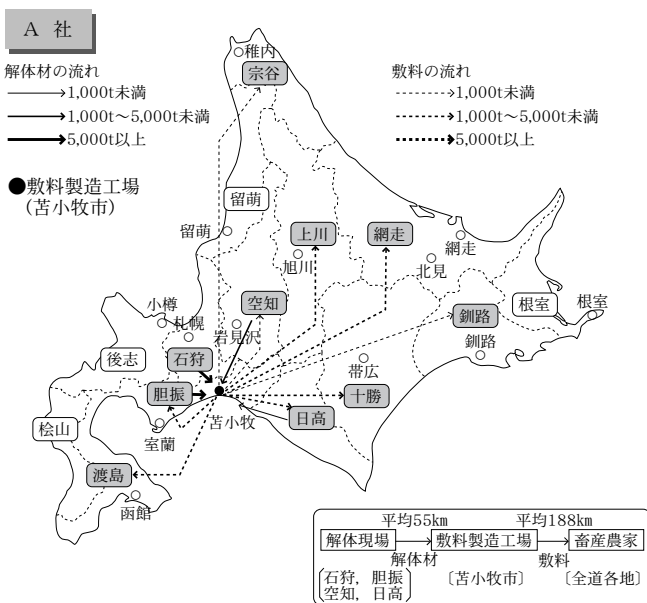 A 社
解体材の流れ
1,000t未満
1,000t～5,000t未満
5,000t以上
●敷料製造工場
(苫小牧市)
敷料の流れ
1,000t未満
1,000t～5,000t未満
5,000t以上
稚内
宗谷
留萌
留萌
上川
旭川
網走
網走
北見
空知
小樽
札幌
岩見沢
釧路
釧路
根室
根室
後志
石狩
胆振
帯広
十勝
日高
苫小牧
室蘭
桧山
渡島
函館
平均55km 平均188km
解体現場 敷料製造工場 畜産農家
解体材 敷料
石狩，胆振
空知，日高
〔苫小牧市〕 〔全道各地〕